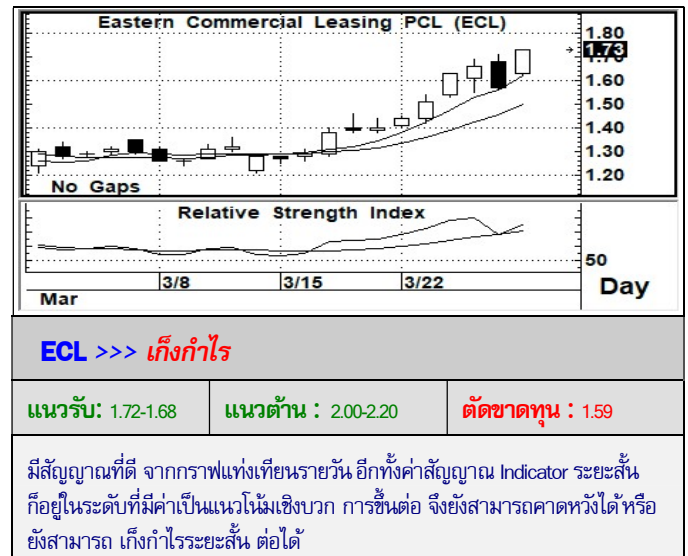 Eastern Commercial Leasing PCL (ECL)
1.80
1.73
1.70
1.60
1.50
1.40
1.30
1.20
No Gaps
Relative Strength Index
50
3/8 3/15 3/22
Mar
Day
ECL >>> เก็งกำไร
แนวรับ: 1.72-1.68 แนวต้าน : 2.00-2.20 ตัดขาดทุน : 1.59
มีสัญญาณที่ดี จากกราฟแท่งเทียนรายวัน อีกทั้งค่าสัญญาณ Indicator ระยะสั้น
ก็อยู่ในระดับที่มีค่าเป็นแนวโน้มเชิงบวก การขึ้นต่อ จึงยังสามารถคาดหวังได้ หรือ
ยังสามารถ เก็งกำไรระยะสั้น ต่อได้